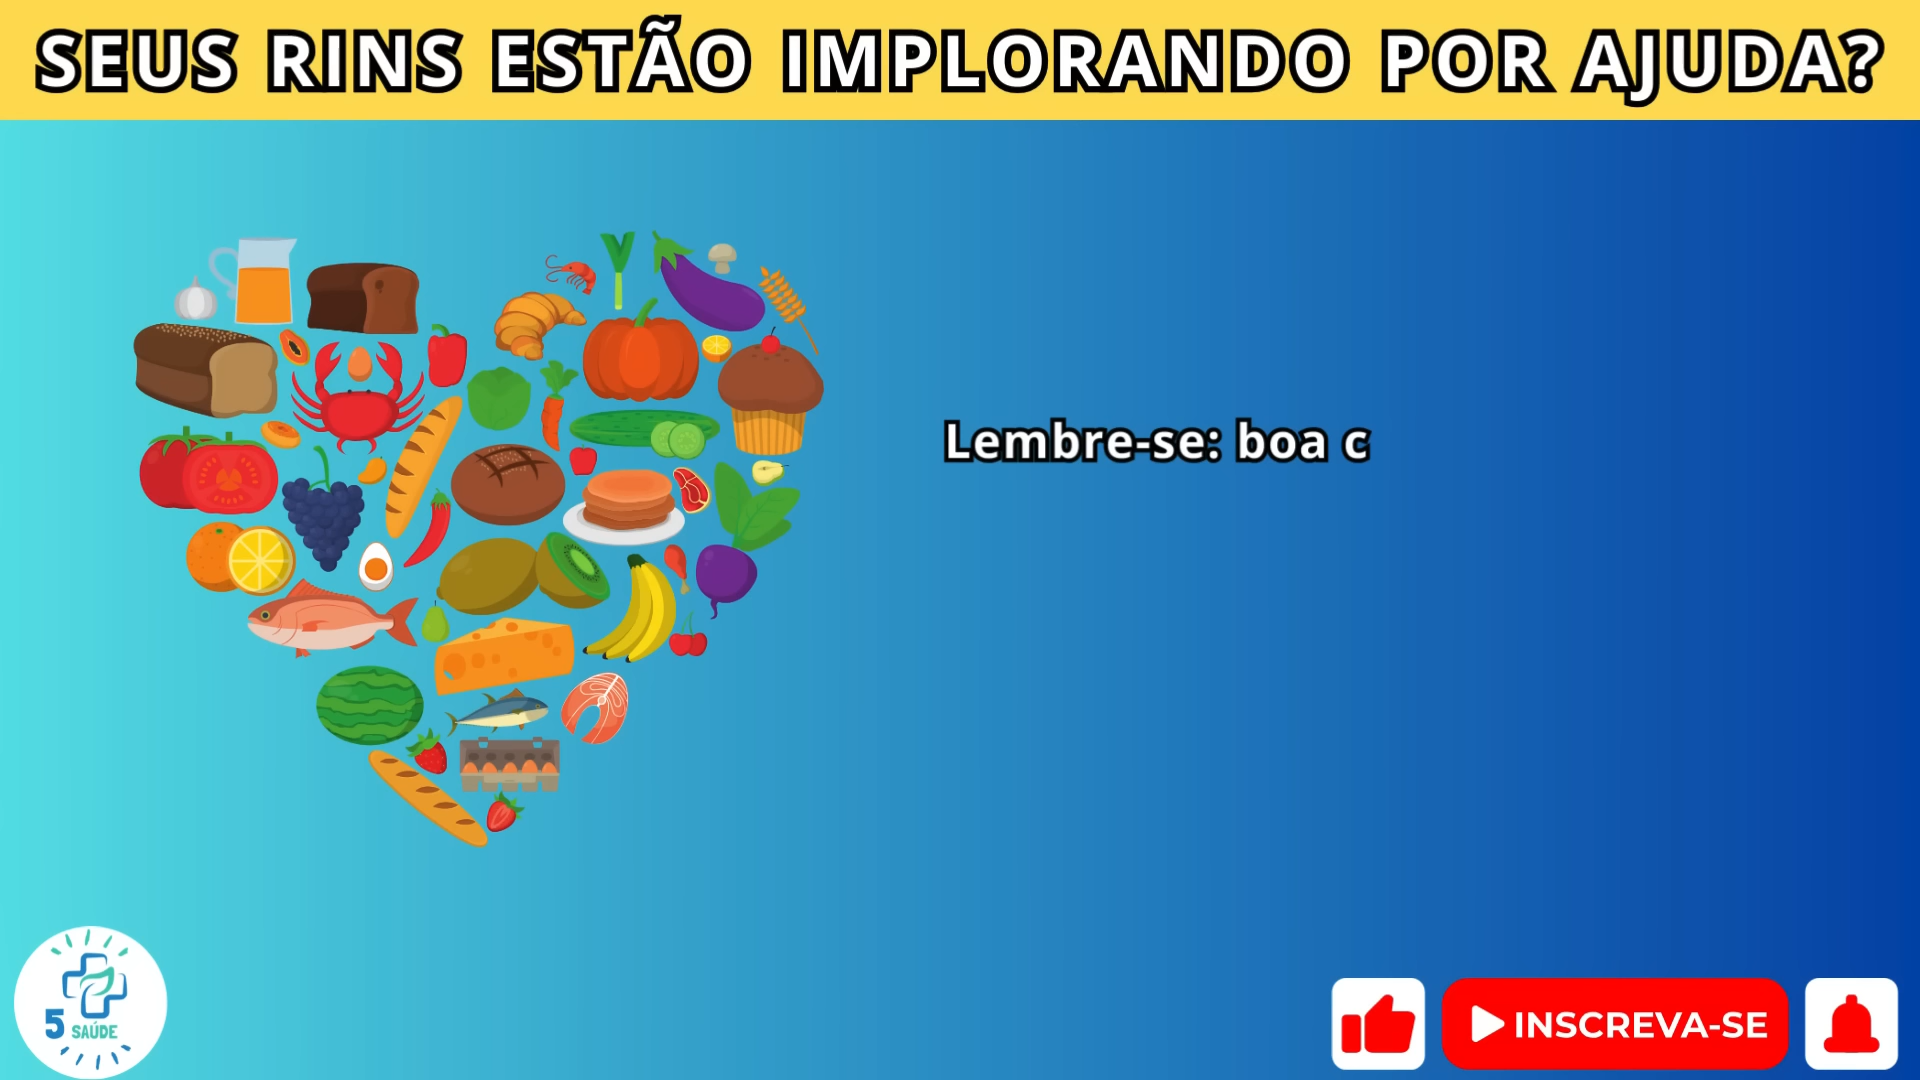 SEUS RINS ESTÃO IMPLORANDO POR AJUDA?
Lembre-se: boa c
5 SAÚDE
INSCREVA-SE